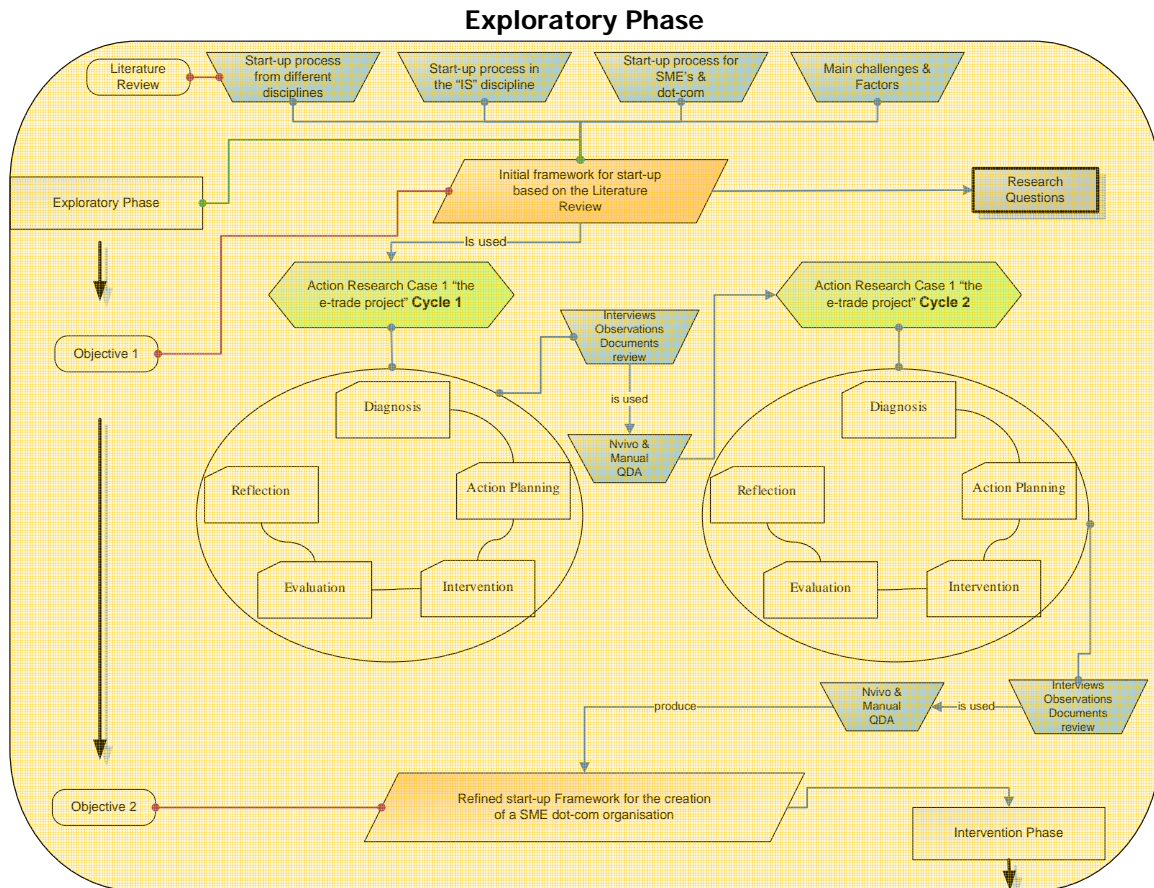 Exploratory Phase
Literature
Review
Start-up process
from different
disciplines
Start-up process in
the “IS” discipline
Start-up process for
SME's &
dot-com
Main challenges &
Factors
Initial framework for start-up
based on the Literature
Review
Research
Questions
Exploratory Phase
Is used
Action Research Case 1 “the
e-trade project” Cycle 1
Action Research Case 1 “the
e-trade project” Cycle 2
Interviews
Observations
Documents
review
Objective 1
is used
Nvivo &
Manual
QDA
Diagnosis
Reflection
Action Planning
Evaluation
Intervention
Diagnosis
Reflection
Action Planning
Evaluation
Intervention
Interviews
Observations
Documents
review
is used
Nvivo &
Manual
QDA
produce
Objective 2
Refined start-up Framework for the creation
of a SME dot-com organisation
Intervention Phase